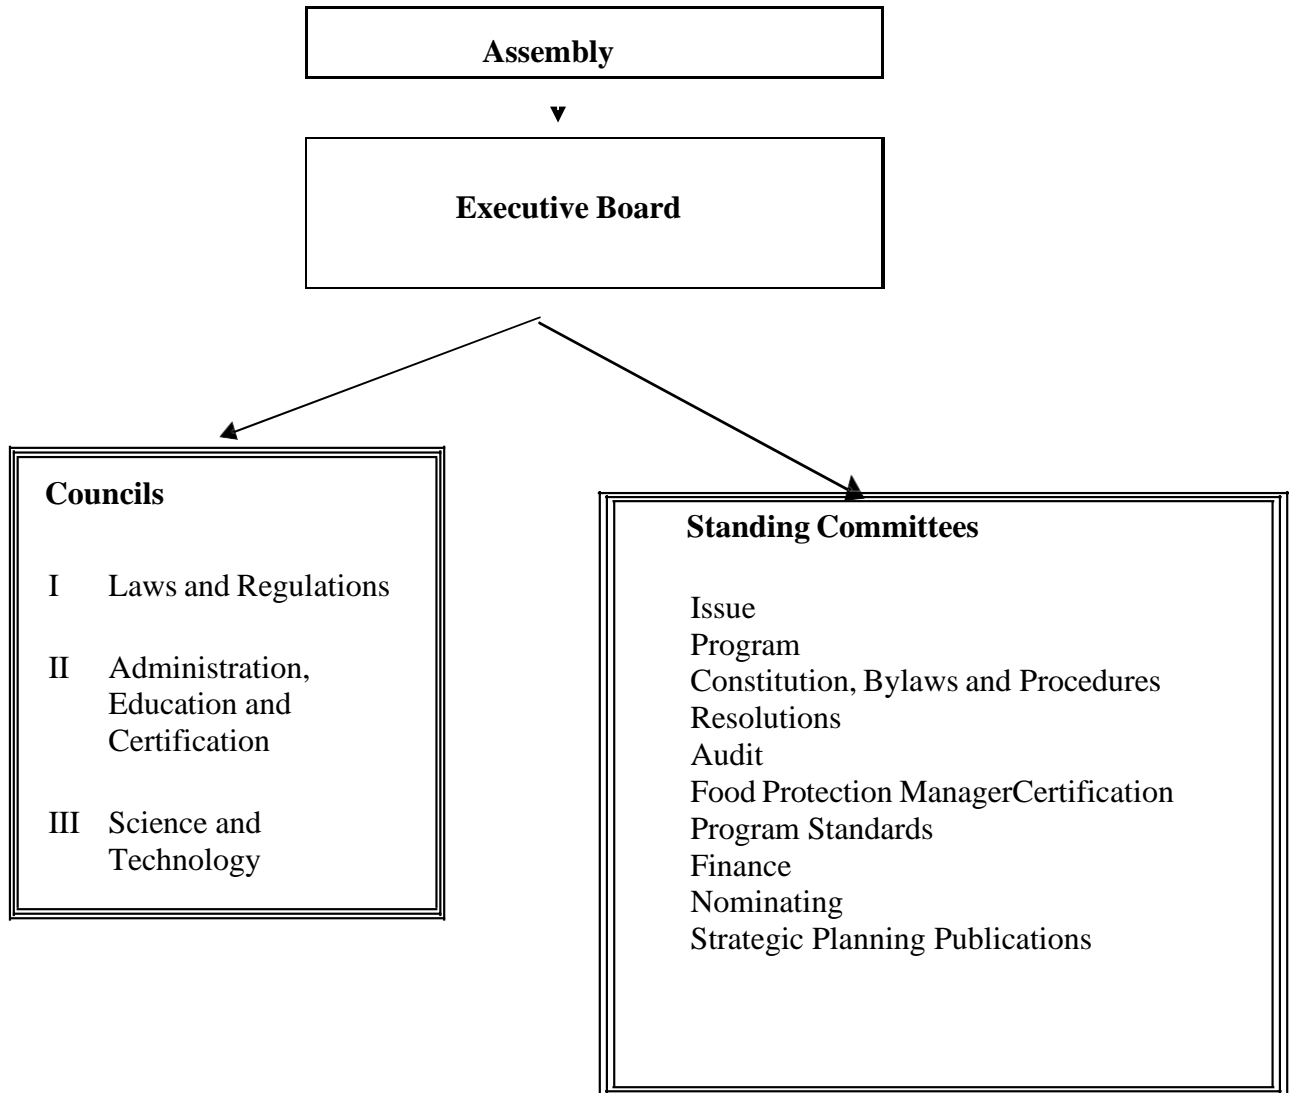 Assembly
Executive Board
Councils
I Laws and Regulations
II Administration,
Education and
Certification
III Science and
Technology
Standing Committees
Issue
Program
Constitution, Bylaws and Procedures
Resolutions
Audit
Food Protection ManagerCertification
Program Standards
Finance
Nominating
Strategic Planning Publications